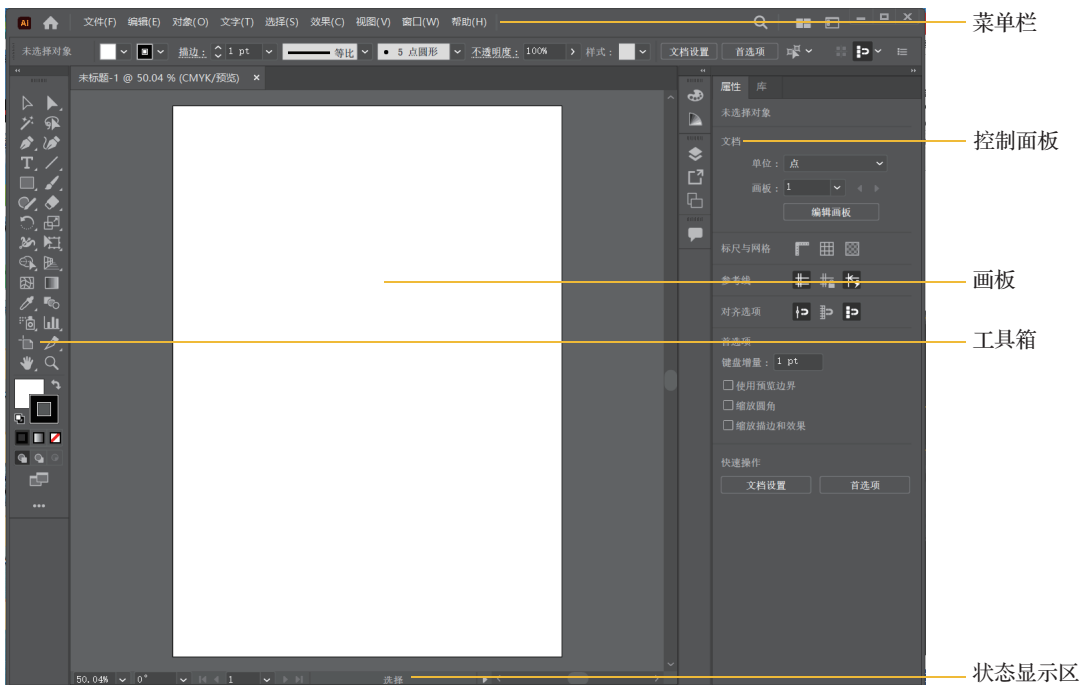 Ai 文件(F) 编辑(E) 对象(O) 文字(T) 选择(S) 效果(C) 视图(V) 窗口(W) 帮助(H)
菜单栏
未选择对象 描边: 1 pt 等比 5 点圆形 不透明度: 100% 样式: 文档设置 首选项
未标题-1 @ 50.04 % (CMYK/预览) ×
属性 库
未选择对象
文档
控制面板
单位: 点
画板: 1
编辑画板
标尺与网格
参考线
画板
对齐选项
工具箱
首选项
键盘增量: 1 pt
使用预览边界
缩放圆角
缩放描边和效果
快速操作
文档设置 首选项
50.04% 0° 1 选择
状态显示区